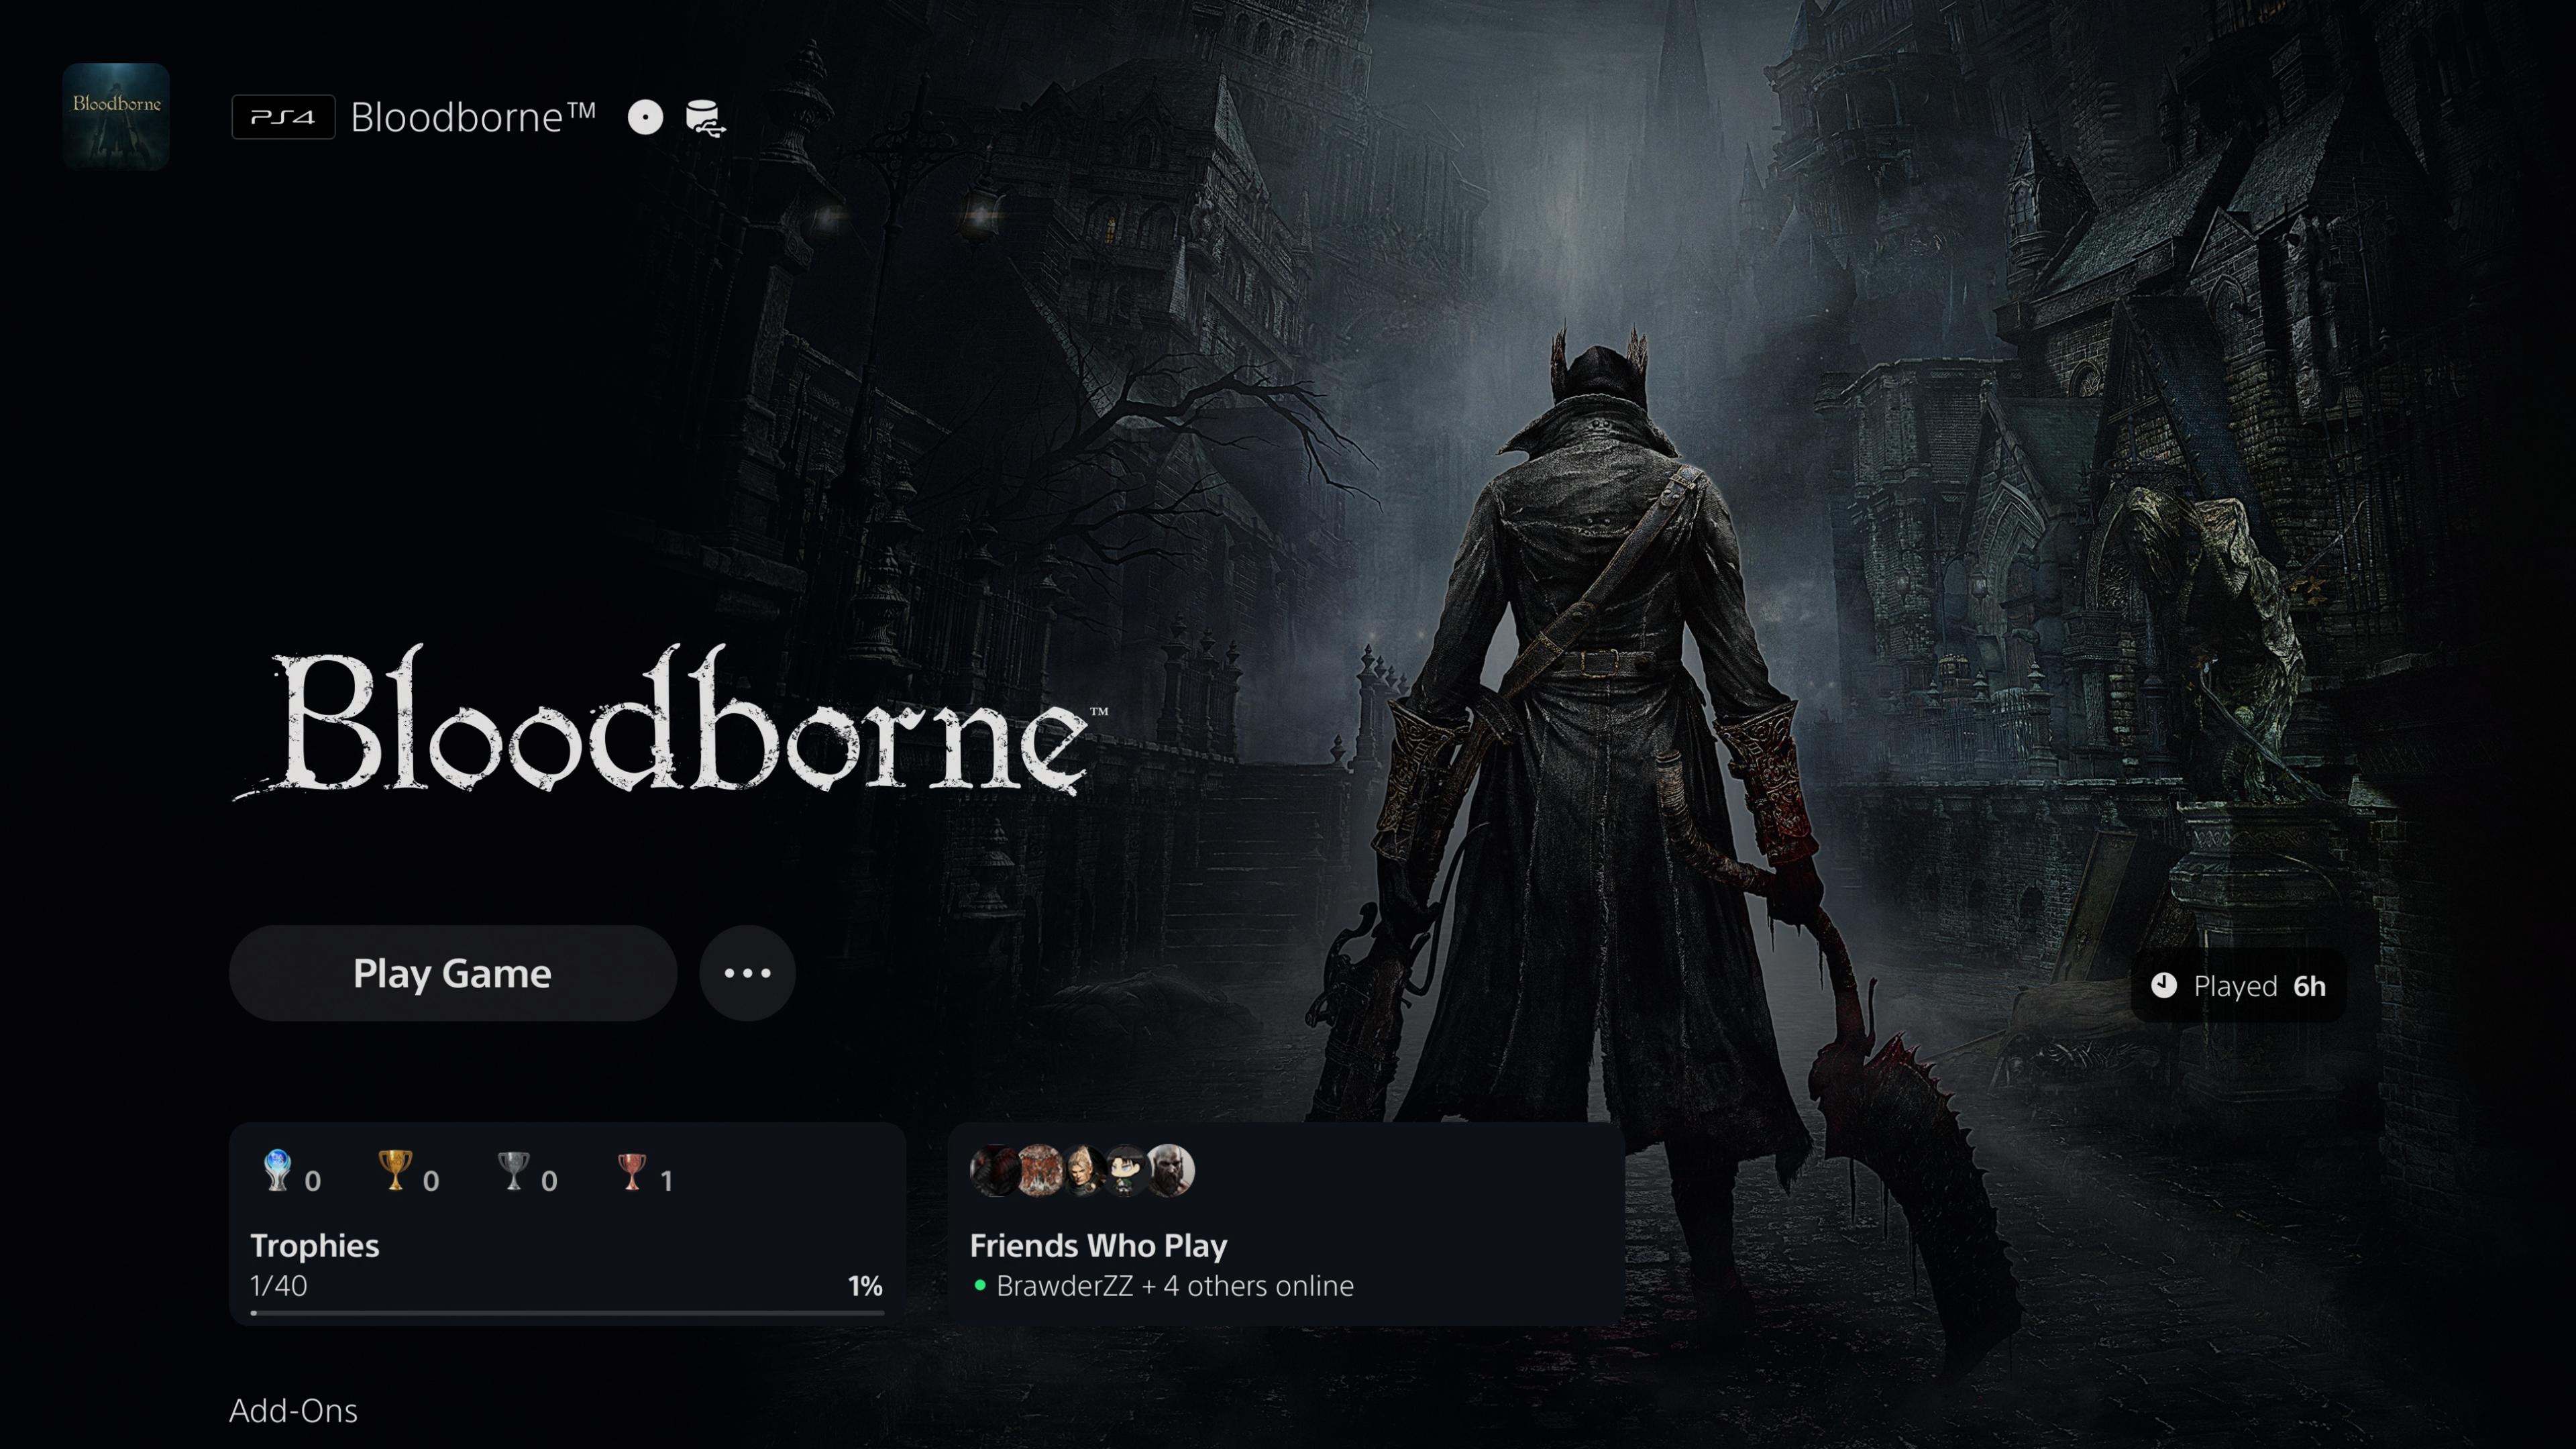 Bloodborne
PS4 Bloodborne™
Bloodborne™
Play Game
Played 6h
0 0 0 1
Trophies
1/40 1%
Friends Who Play
BrawderZZ + 4 others online
Add-Ons